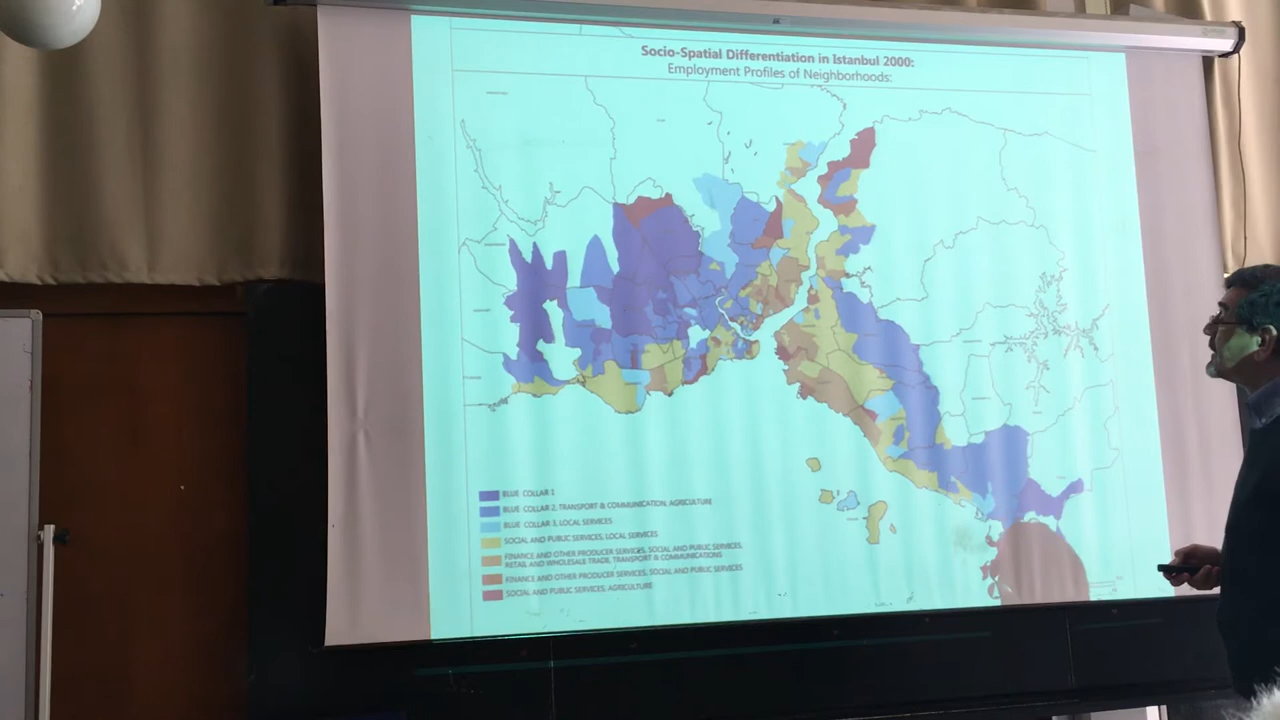 Socio-Spatial Differentiation in Istanbul 2000:
Employment Profiles of Neighborhoods:
BLUE COLLAR 1
BLUE COLLAR 2, TRANSPORT & COMMUNICATION, AGRICULTURE
BLUE COLLAR 3, LOCAL SERVICES
SOCIAL AND PUBLIC SERVICES, LOCAL SERVICES
FINANCE AND OTHER PRODUCER SERVICES, SOCIAL AND PUBLIC SERVICES,
RETAIL AND WHOLESALE TRADE, TRANSPORT & COMMUNICATIONS
FINANCE AND OTHER PRODUCER SERVICES, SOCIAL AND PUBLIC SERVICES
SOCIAL AND PUBLIC SERVICES, AGRICULTURE